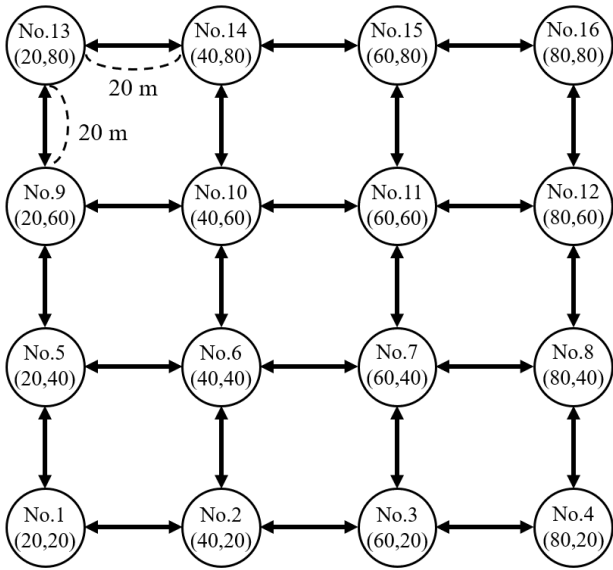 No.13
(20,80)
No.14
(40,80)
No.15
(60,80)
No.16
(80,80)
20 m
20 m
No.9
(20,60)
No.10
(40,60)
No.11
(60,60)
No.12
(80,60)
No.5
(20,40)
No.6
(40,40)
No.7
(60,40)
No.8
(80,40)
No.1
(20,20)
No.2
(40,20)
No.3
(60,20)
No.4
(80,20)